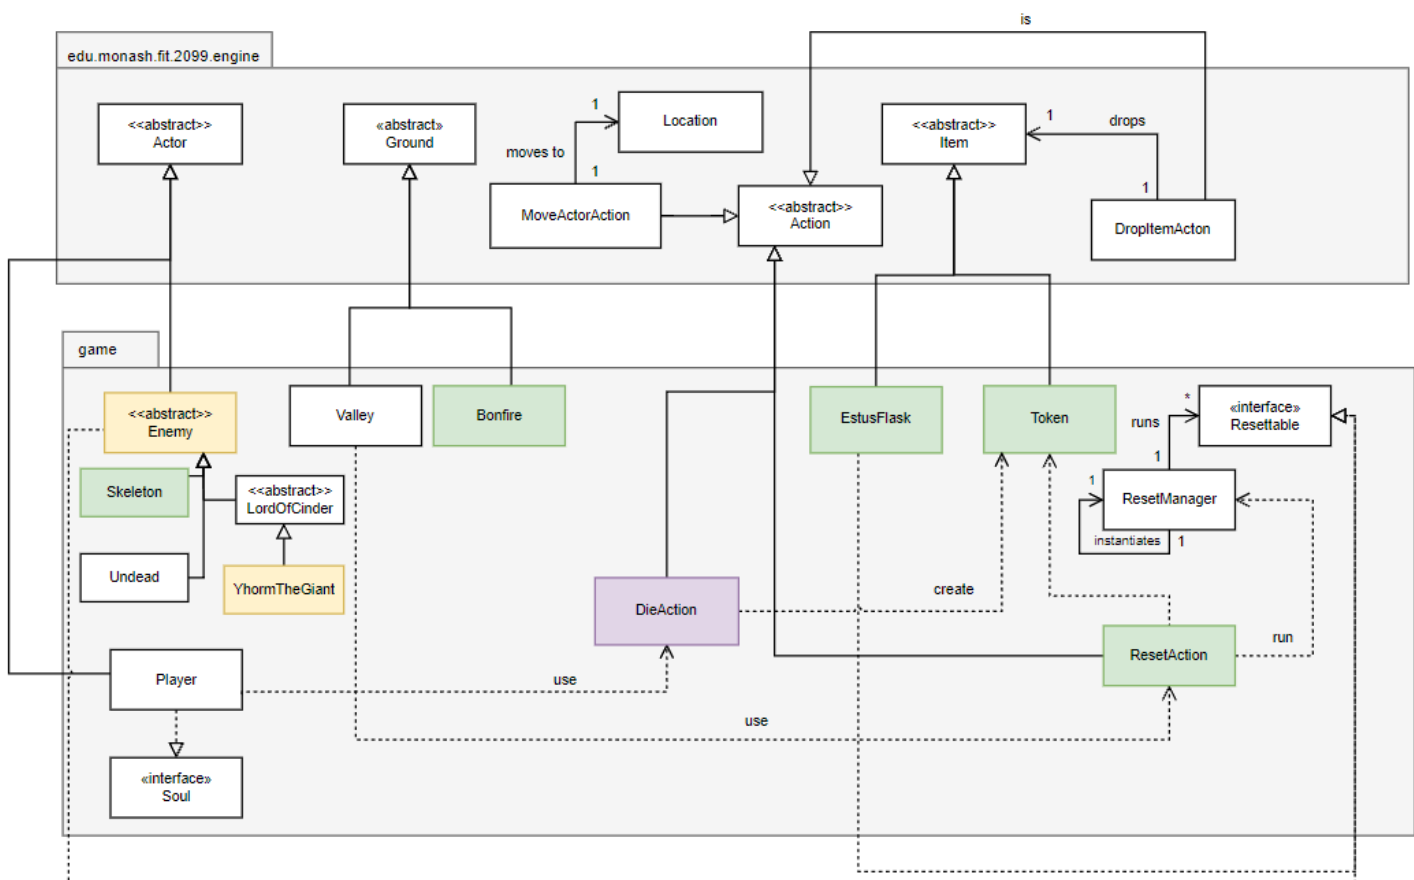 is
edu.monash.fit.2099.engine
<<abstract>>
Actor
«abstract»
Ground
1
Location
moves to
1
MoveActorAction
<<abstract>>
Action
<<abstract>>
Item
1
drops
1
DropItemActon
game
<<abstract>>
Enemy
Valley
Bonfire
EstusFlask
Token
*
runs
«interface»
Resettable
1
Skeleton
<<abstract>>
LordOfCinder
1
ResetManager
instantiates
1
Undead
YhormTheGiant
DieAction
create
ResetAction
run
Player
use
use
«interface»
Soul